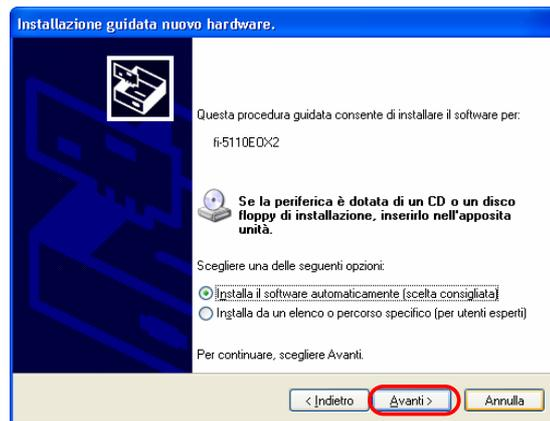 Installazione guidata nuovo hardware.
Questa procedura guidata consente di installare il software per:
fi-5110EOX2
Se la periferica è dotata di un CD o un disco
floppy di installazione, inserirlo nell'apposita
unità.
Scegliere una delle seguenti opzioni:
Installa il software automaticamente (scelta consigliata)
Installa da un elenco o percorso specifico (per utenti esperti)
Per continuare, scegliere Avanti.
< Indietro
Avanti >
Annulla